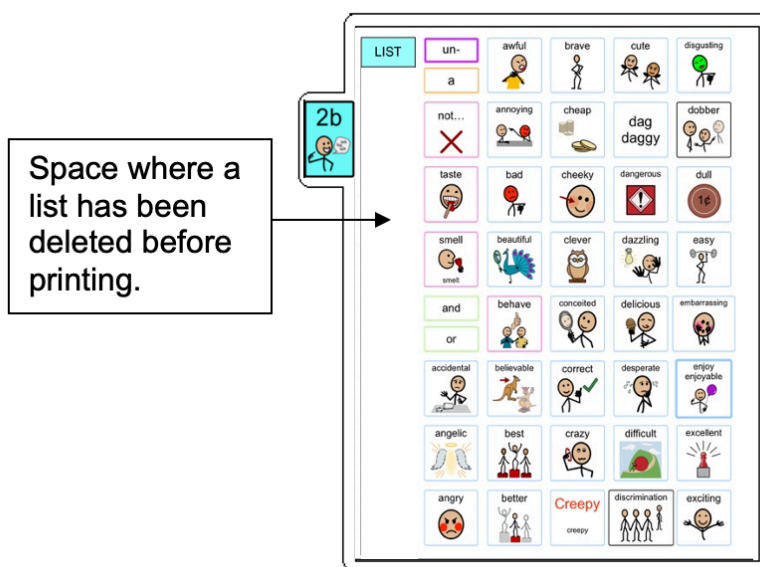 LIST
un-
a
awful
brave
cute
disgusting
2b
not...
annoying
cheap
dag
daggy
dobber
Space where a
list has been
deleted before
printing.
taste
bad
cheeky
dangerous
dull
1¢
smell
smelt
beautiful
clever
dazzling
easy
and
or
behave
conceited
delicious
embarrassing
accidental
believable
correct
desperate
enjoy
enjoyable
angelic
best
crazy
difficult
excellent
angry
better
Creepy
creepy
discrimination
exciting